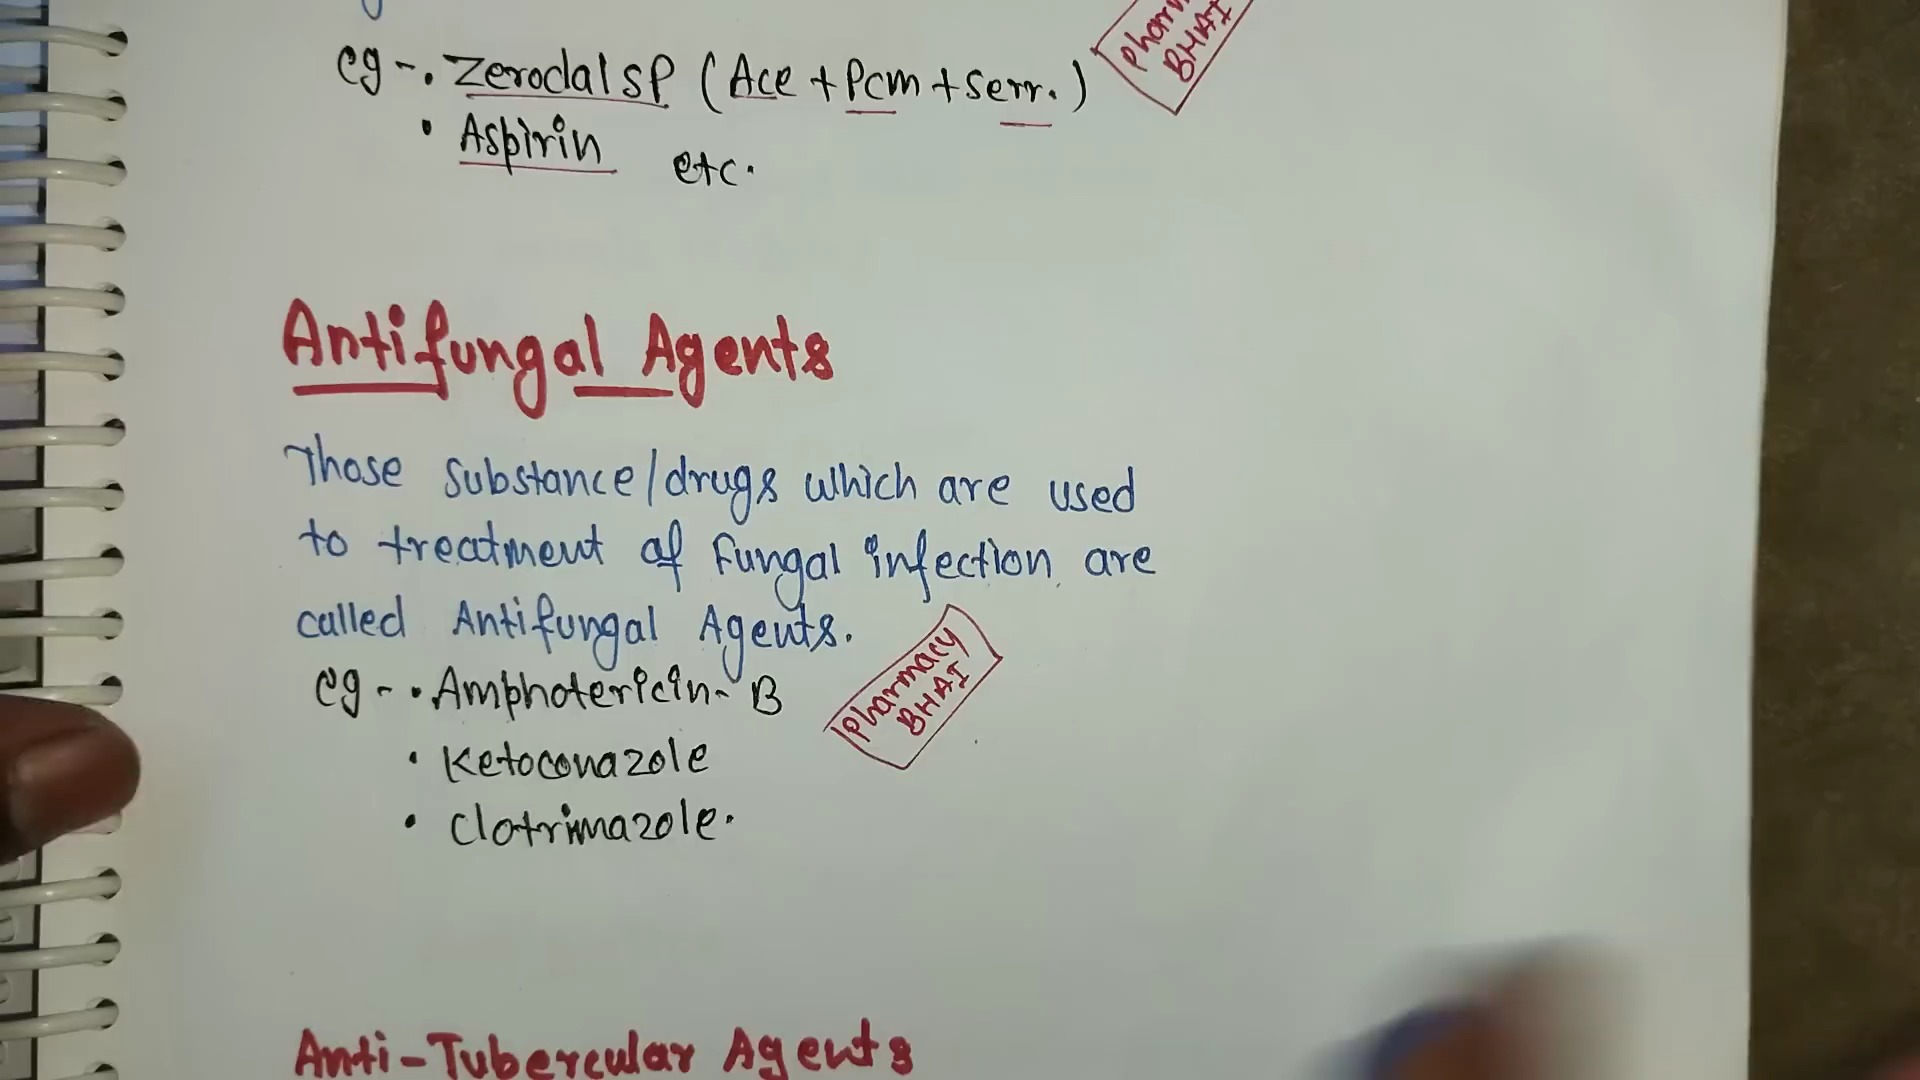 eg-. Zerodal SP (Ace + Pcm + Serr.)
• Aspirin etc.
Antifungal Agents
Those substance/drugs which are used
to treatment of fungal infection are
called Antifungal Agents.
eg - • Amphotericin- B
• Ketoconazole
• Clotrimazole.
Pharmacy
BHAI
Anti-Tubercular Agents
BHAI